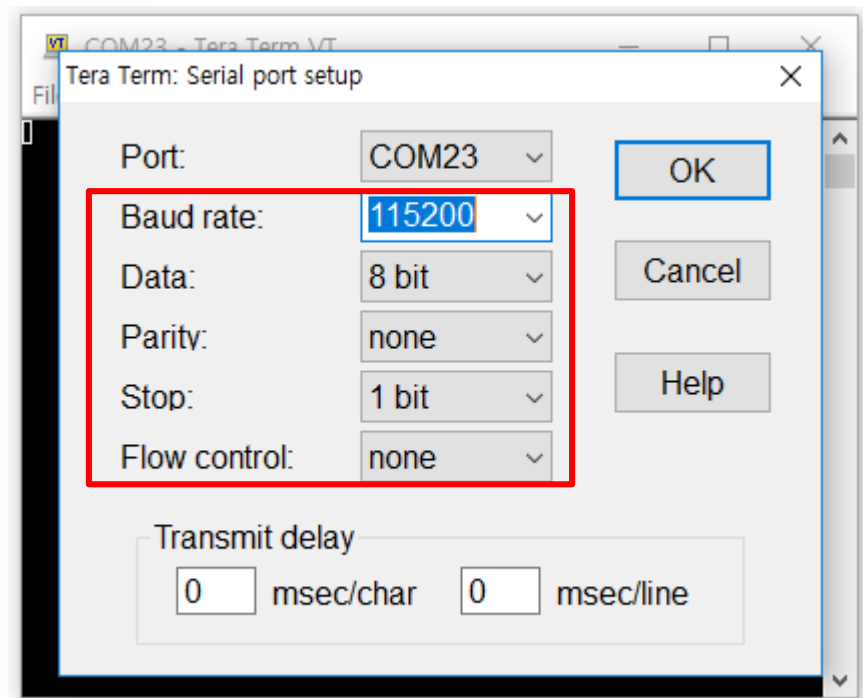 VT COM23 - Tera Term VT
Tera Term: Serial port setup
Fil
Port: COM23
OK
Baud rate: 115200
Data: 8 bit
Cancel
Parity: none
Stop: 1 bit
Help
Flow control: none
Transmit delay
0 msec/char 0 msec/line